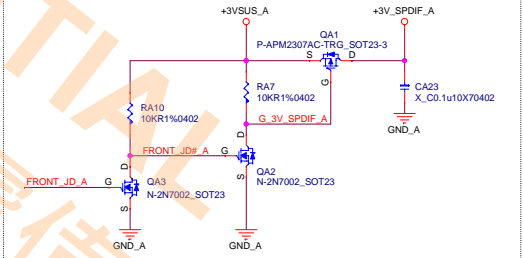 +3VSUS_A
+3V_SPDIF_A
QA1
P-APM2307AC-TRG_SOT23-3
S
D
G
RA10
10KR1%0402
RA7
10KR1%0402
CA23
X_C0.1u10X70402
G_3V_SPDIF_A
GND_A
D
FRONT_JD#_A
G
D
QA2
N-2N7002_SOT23
S
FRONT_JD_A
G
QA3
N-2N7002_SOT23
S
GND_A
GND_A
TIAL